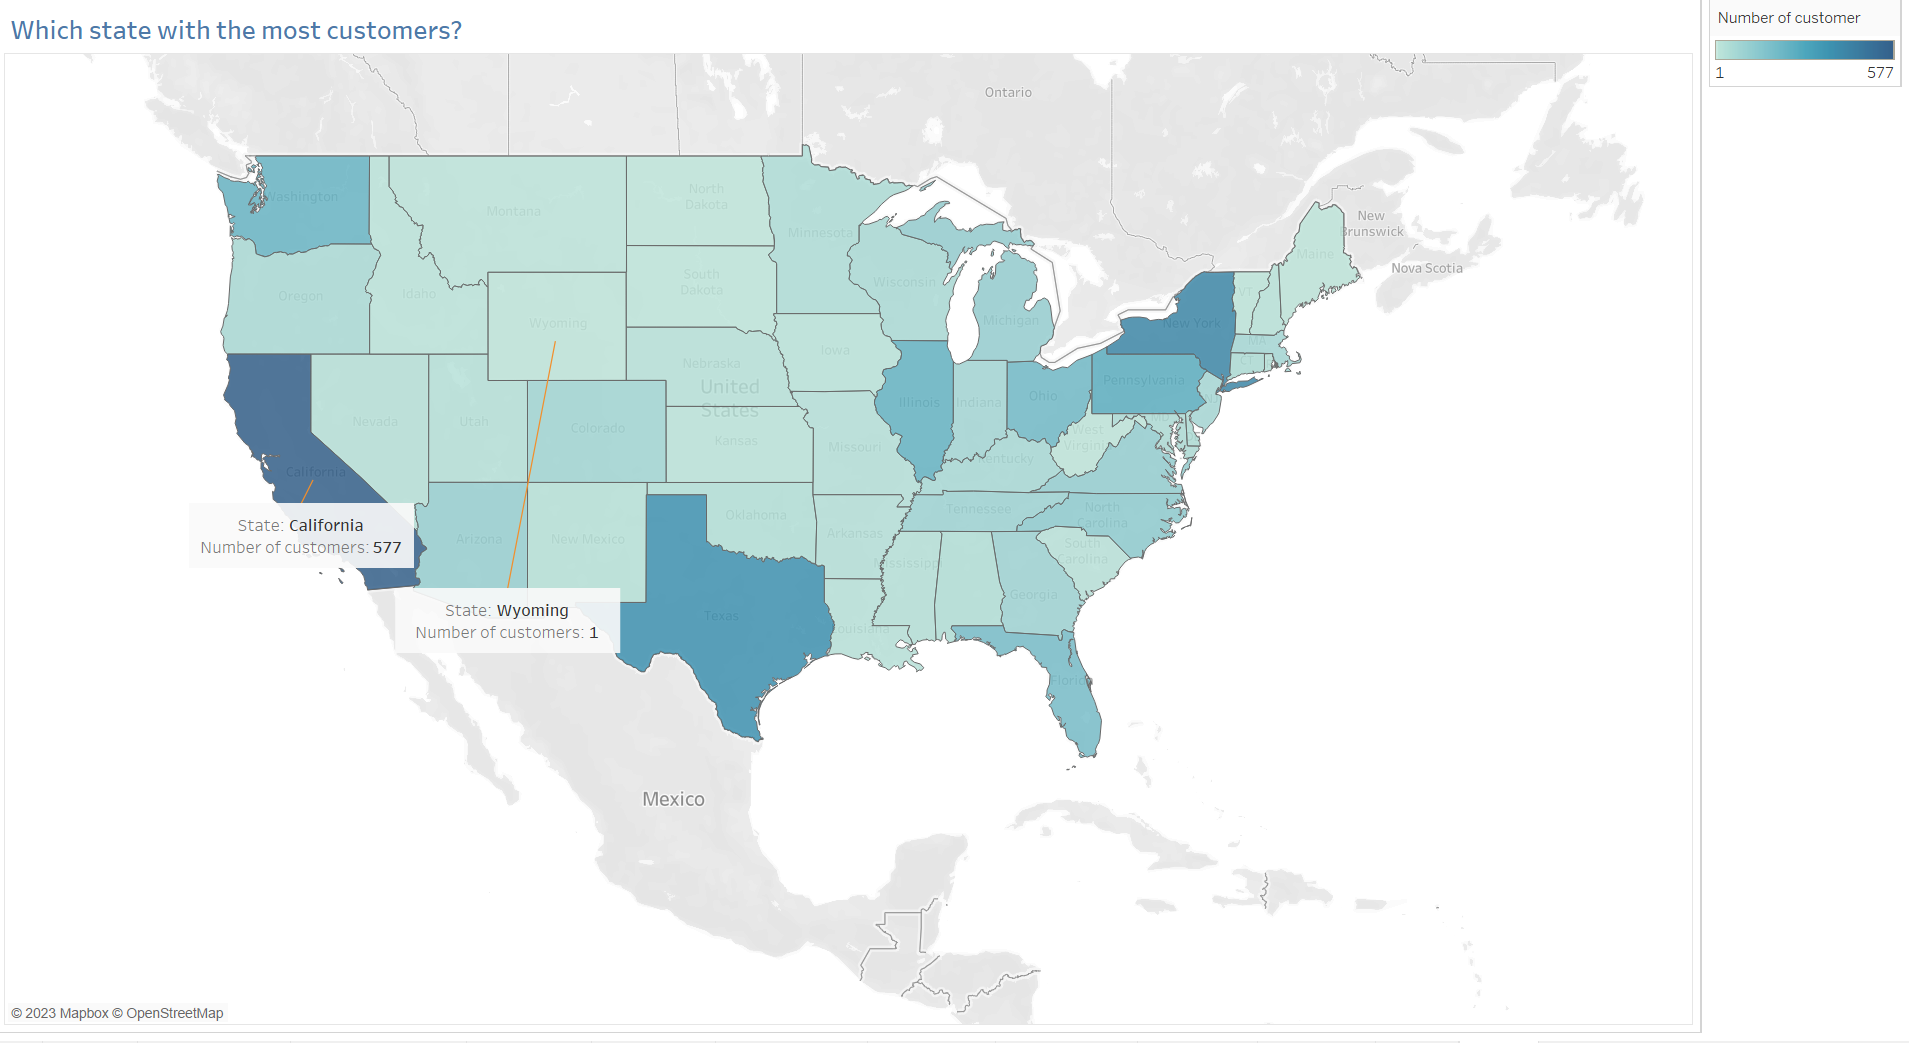 Which state with the most customers?
Number of customer
1
577
Ontario
New
Brunswick
Nova Scotia
Washington
Montana
North
Dakota
Minnesota
Maine
VT
Oregon
Idaho
South
Dakota
Wisconsin
Michigan
New York
Wyoming
MA
CT
Iowa
Nebraska
United
States
Pennsylvania
Illinois
Indiana
Ohio
Nevada
Utah
Colorado
Kansas
Missouri
West
Virginia
MD
Kentucky
California
Tennessee
North
Carolina
Oklahoma
Arkansas
State: California
Number of customers: 577
Arizona
New Mexico
South
Carolina
Mississippi
Georgia
State: Wyoming
Number of customers: 1
Texas
Louisiana
Florida
Mexico
© 2023 Mapbox © OpenStreetMap